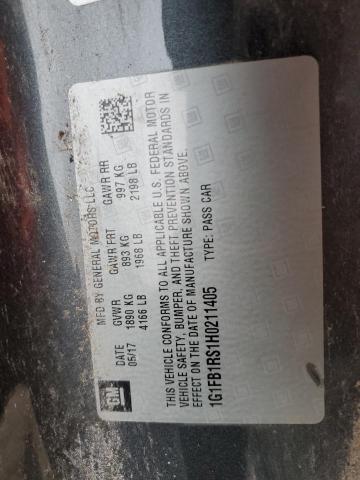 GM
MFD BY GENERAL MOTORS LLC
DATE GVWR GAWR FRT GAWR RR
05/17 1890 KG 893 KG 997 KG
4166 LB 1968 LB 2198 LB
THIS VEHICLE CONFORMS TO ALL APPLICABLE U.S. FEDERAL MOTOR
VEHICLE SAFETY, BUMPER, AND THEFT PREVENTION STANDARDS IN
EFFECT ON THE DATE OF MANUFACTURE SHOWN ABOVE.
1G1FB1RS1H0211405 TYPE: PASS CAR